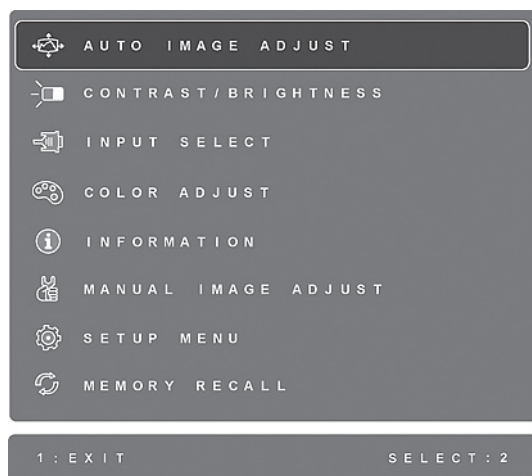 AUTO IMAGE ADJUST
CONTRAST/BRIGHTNESS
INPUT SELECT
COLOR ADJUST
INFORMATION
MANUAL IMAGE ADJUST
SETUP MENU
MEMORY RECALL
1:EXIT SELECT:2